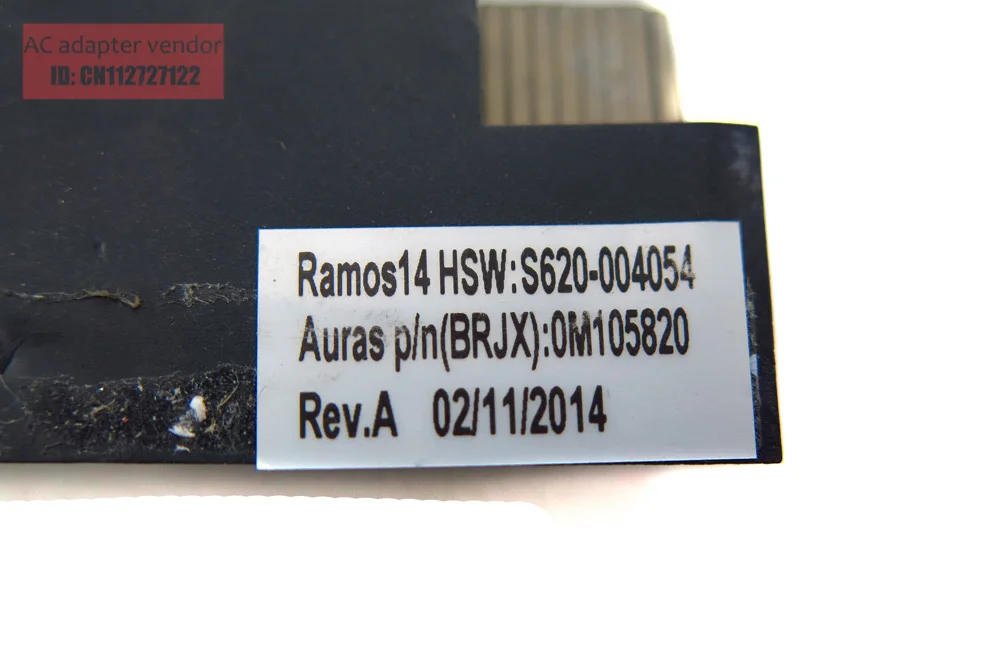 AC adapter vendor
ID: CN112727122
Ramos14 HSW:S620-004054
Auras p/n(BRJX):0M105820
Rev.A 02/11/2014